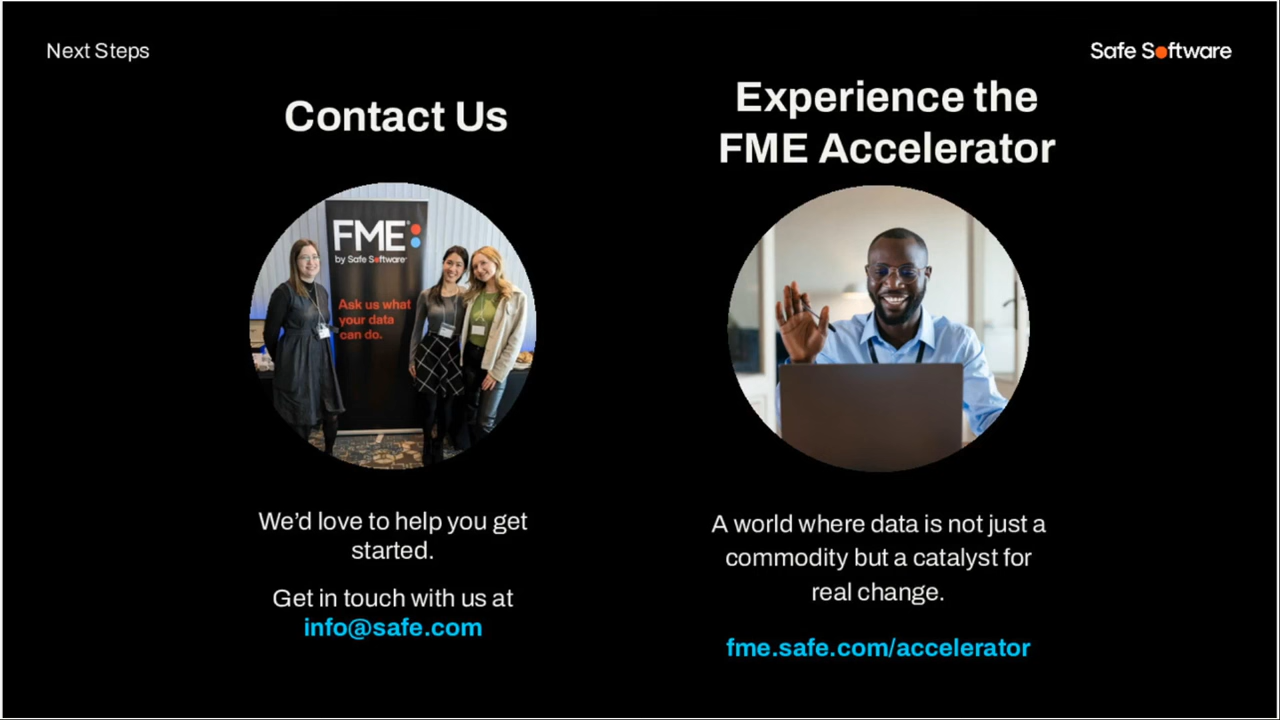 Next Steps
Safe Software
Contact Us
FME:
by Safe Software
Ask us what
your data
can do.
We’d love to help you get
started.
Get in touch with us at
info@safe.com
Experience the
FME Accelerator
A world where data is not just a
commodity but a catalyst for
real change.
fme.safe.com/accelerator